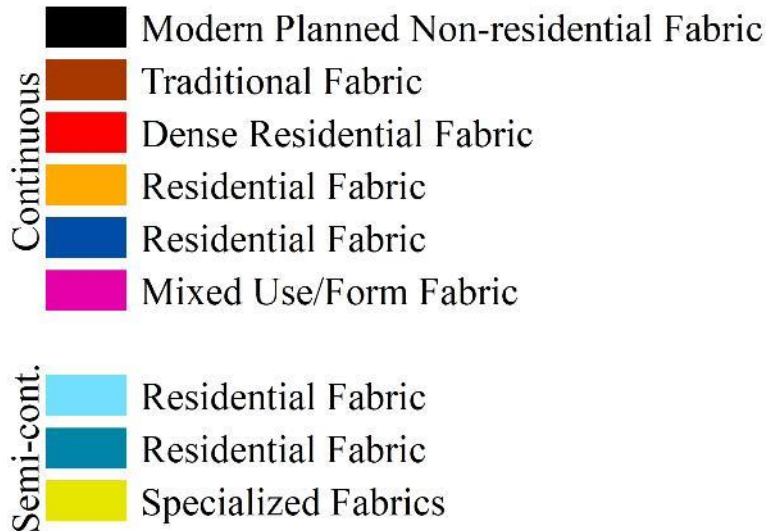 Continuous
Modern Planned Non-residential Fabric
Traditional Fabric
Dense Residential Fabric
Residential Fabric
Residential Fabric
Mixed Use/Form Fabric
Semi-cont.
Residential Fabric
Residential Fabric
Specialized Fabrics